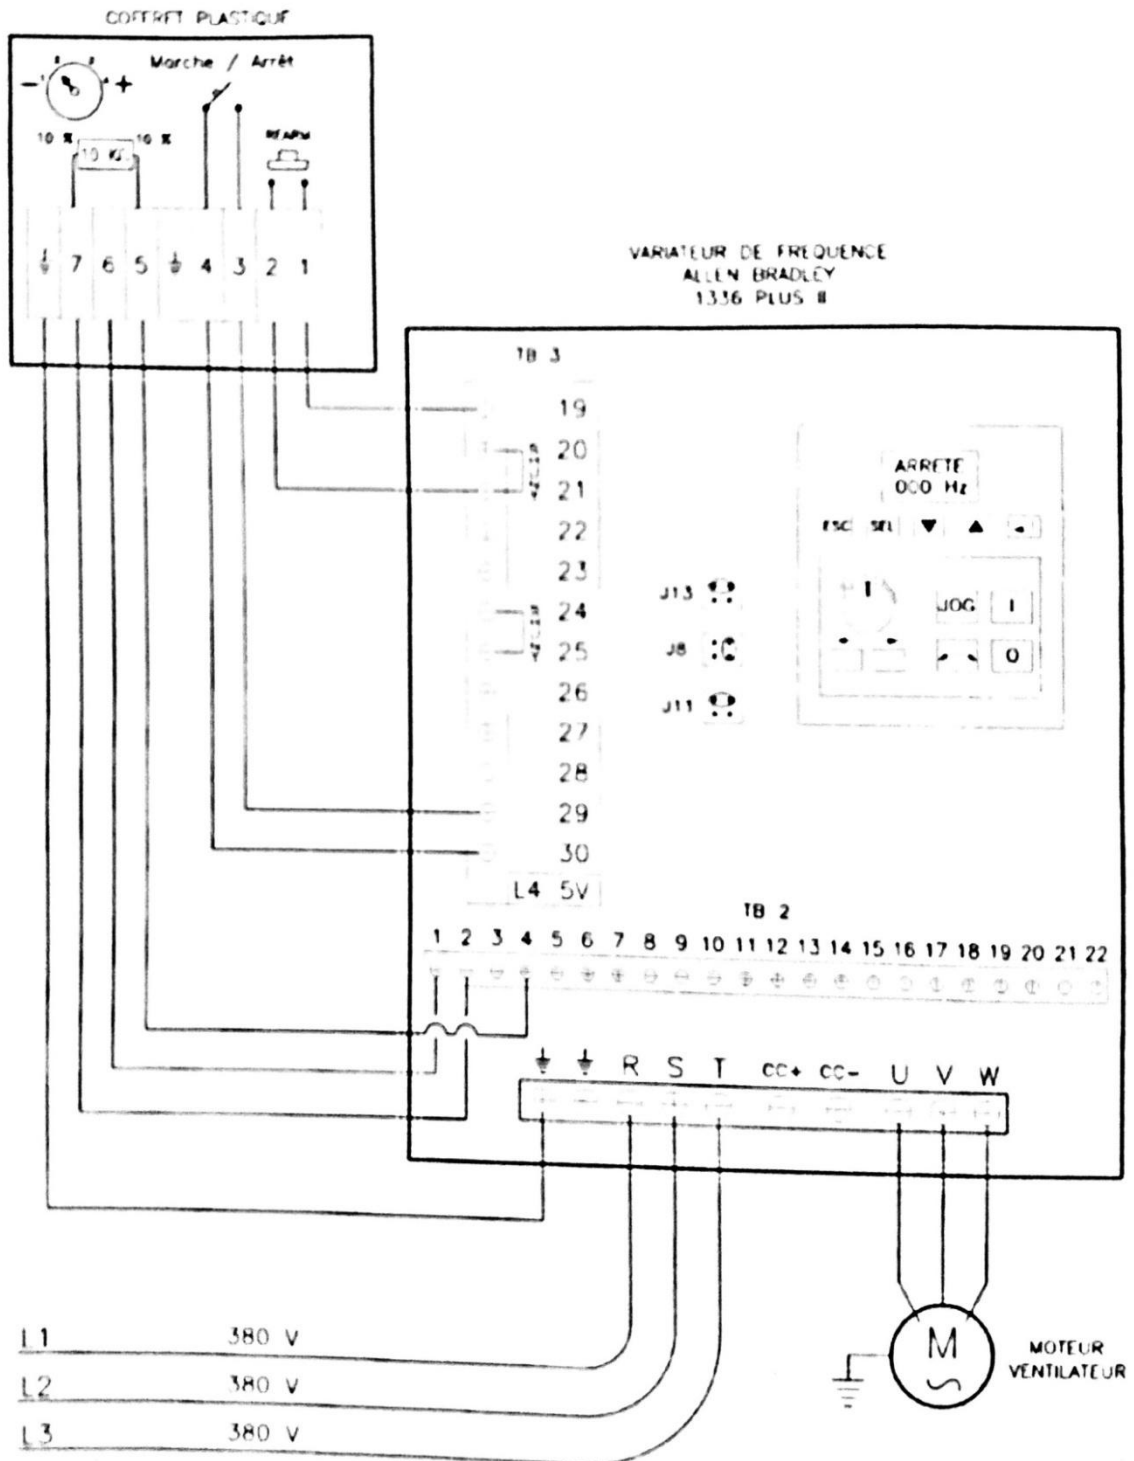 COFFRET PLASTIQUE
Marche / Arrêt
- +
10 % 10 %
10 KΩ
REARM
7 6 5 4 3 2 1
VARIATEUR DE FREQUENCE
ALLEN BRADLEY
1336 PLUS II
TB 3
19
20
21
22
23
24
25
26
27
28
29
30
L4 5V
ARRETE
000 Hz
ESC SEL
JOG I
O
J13
J8
J11
TB 2
1 2 3 4 5 6 7 8 9 10 11 12 13 14 15 16 17 18 19 20 21 22
R S T CC+ CC- U V W
M
MOTEUR
VENTILATEUR
L1 380 V
L2 380 V
L3 380 V